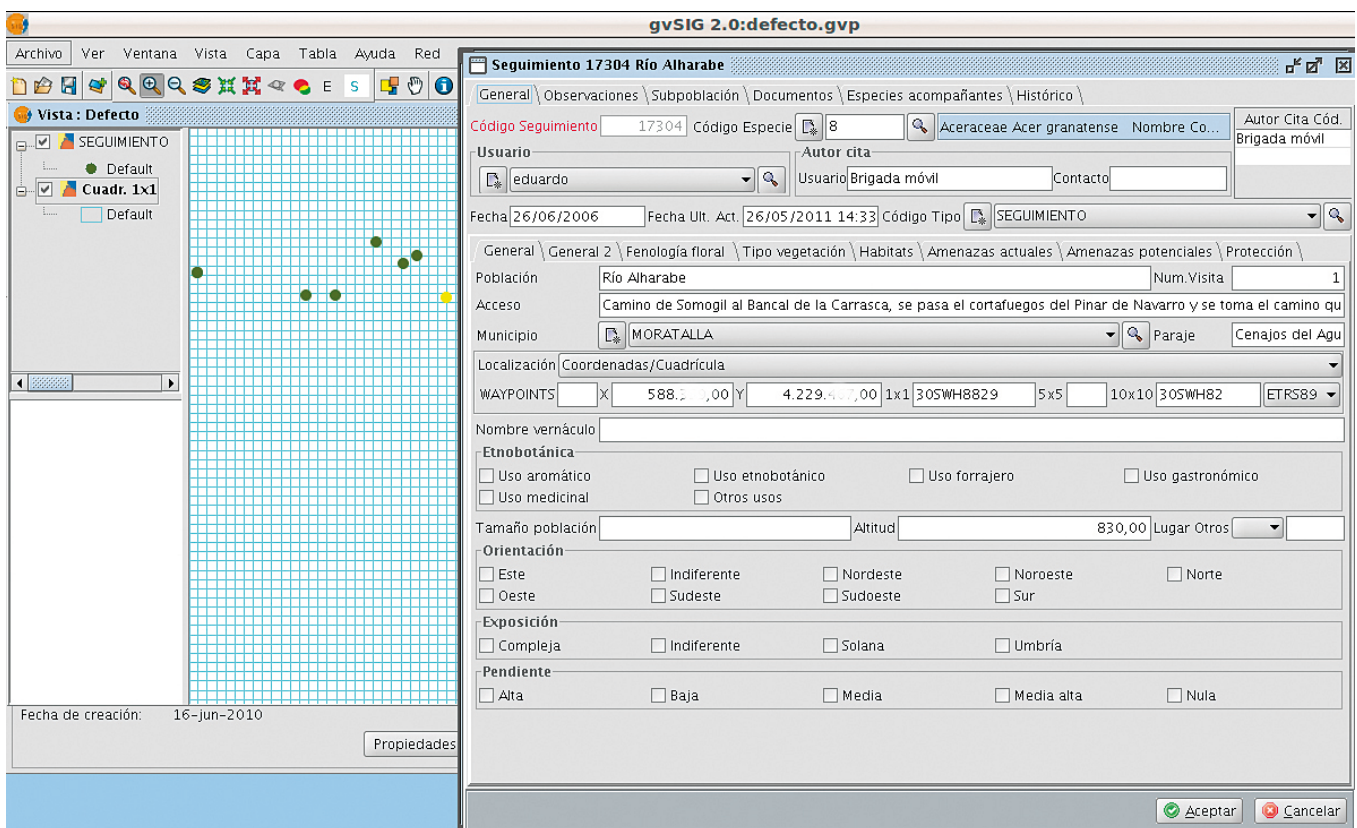 gvSIG 2.0:defecto.gvp
Archivo Ver Ventana Vista Capa Tabla Ayuda Red
E S
Vista : Defecto
SEGUIMIENTO
Default
Cuadr. 1x1
Default
Fecha de creación: 16-jun-2010
Propiedades
Seguimiento 17304 Río Alharabe
General Observaciones Subpoblación Documentos Especies acompañantes Histórico
Código Seguimiento 17304 Código Especie 8 Aceraceae Acer granatense Nombre Co...
Autor Cita Cód.
Brigada móvil
Usuario Autor cita
eduardo Usuario Brigada móvil Contacto
Fecha 26/06/2006 Fecha Ult. Act. 26/05/2011 14:33 Código Tipo SEGUIMIENTO
General General 2 Fenología floral Tipo vegetación Habitats Amenazas actuales Amenazas potenciales Protección
Población Río Alharabe Num.Visita 1
Acceso Camino de Somogil al Bancal de la Carrasca, se pasa el cortafuegos del Pinar de Navarro y se toma el camino qu
Municipio MORATALLA Paraje Cenajos del Agu
Localización Coordenadas/Cuadrícula
WAYPOINTS X 588. ,00 Y 4.229. ,00 1x1 30SWH8829 5x5 10x10 30SWH82 ETRS89
Nombre vernáculo
Etnobotánica
Uso aromático Uso etnobotánico Uso forrajero Uso gastronómico
Uso medicinal Otros usos
Tamaño población Altitud 830,00 Lugar Otros
Orientación
Este Indiferente Nordeste Noroeste Norte
Oeste Sudeste Sudoeste Sur
Exposición
Compleja Indiferente Solana Umbría
Pendiente
Alta Baja Media Media alta Nula
Aceptar Cancelar